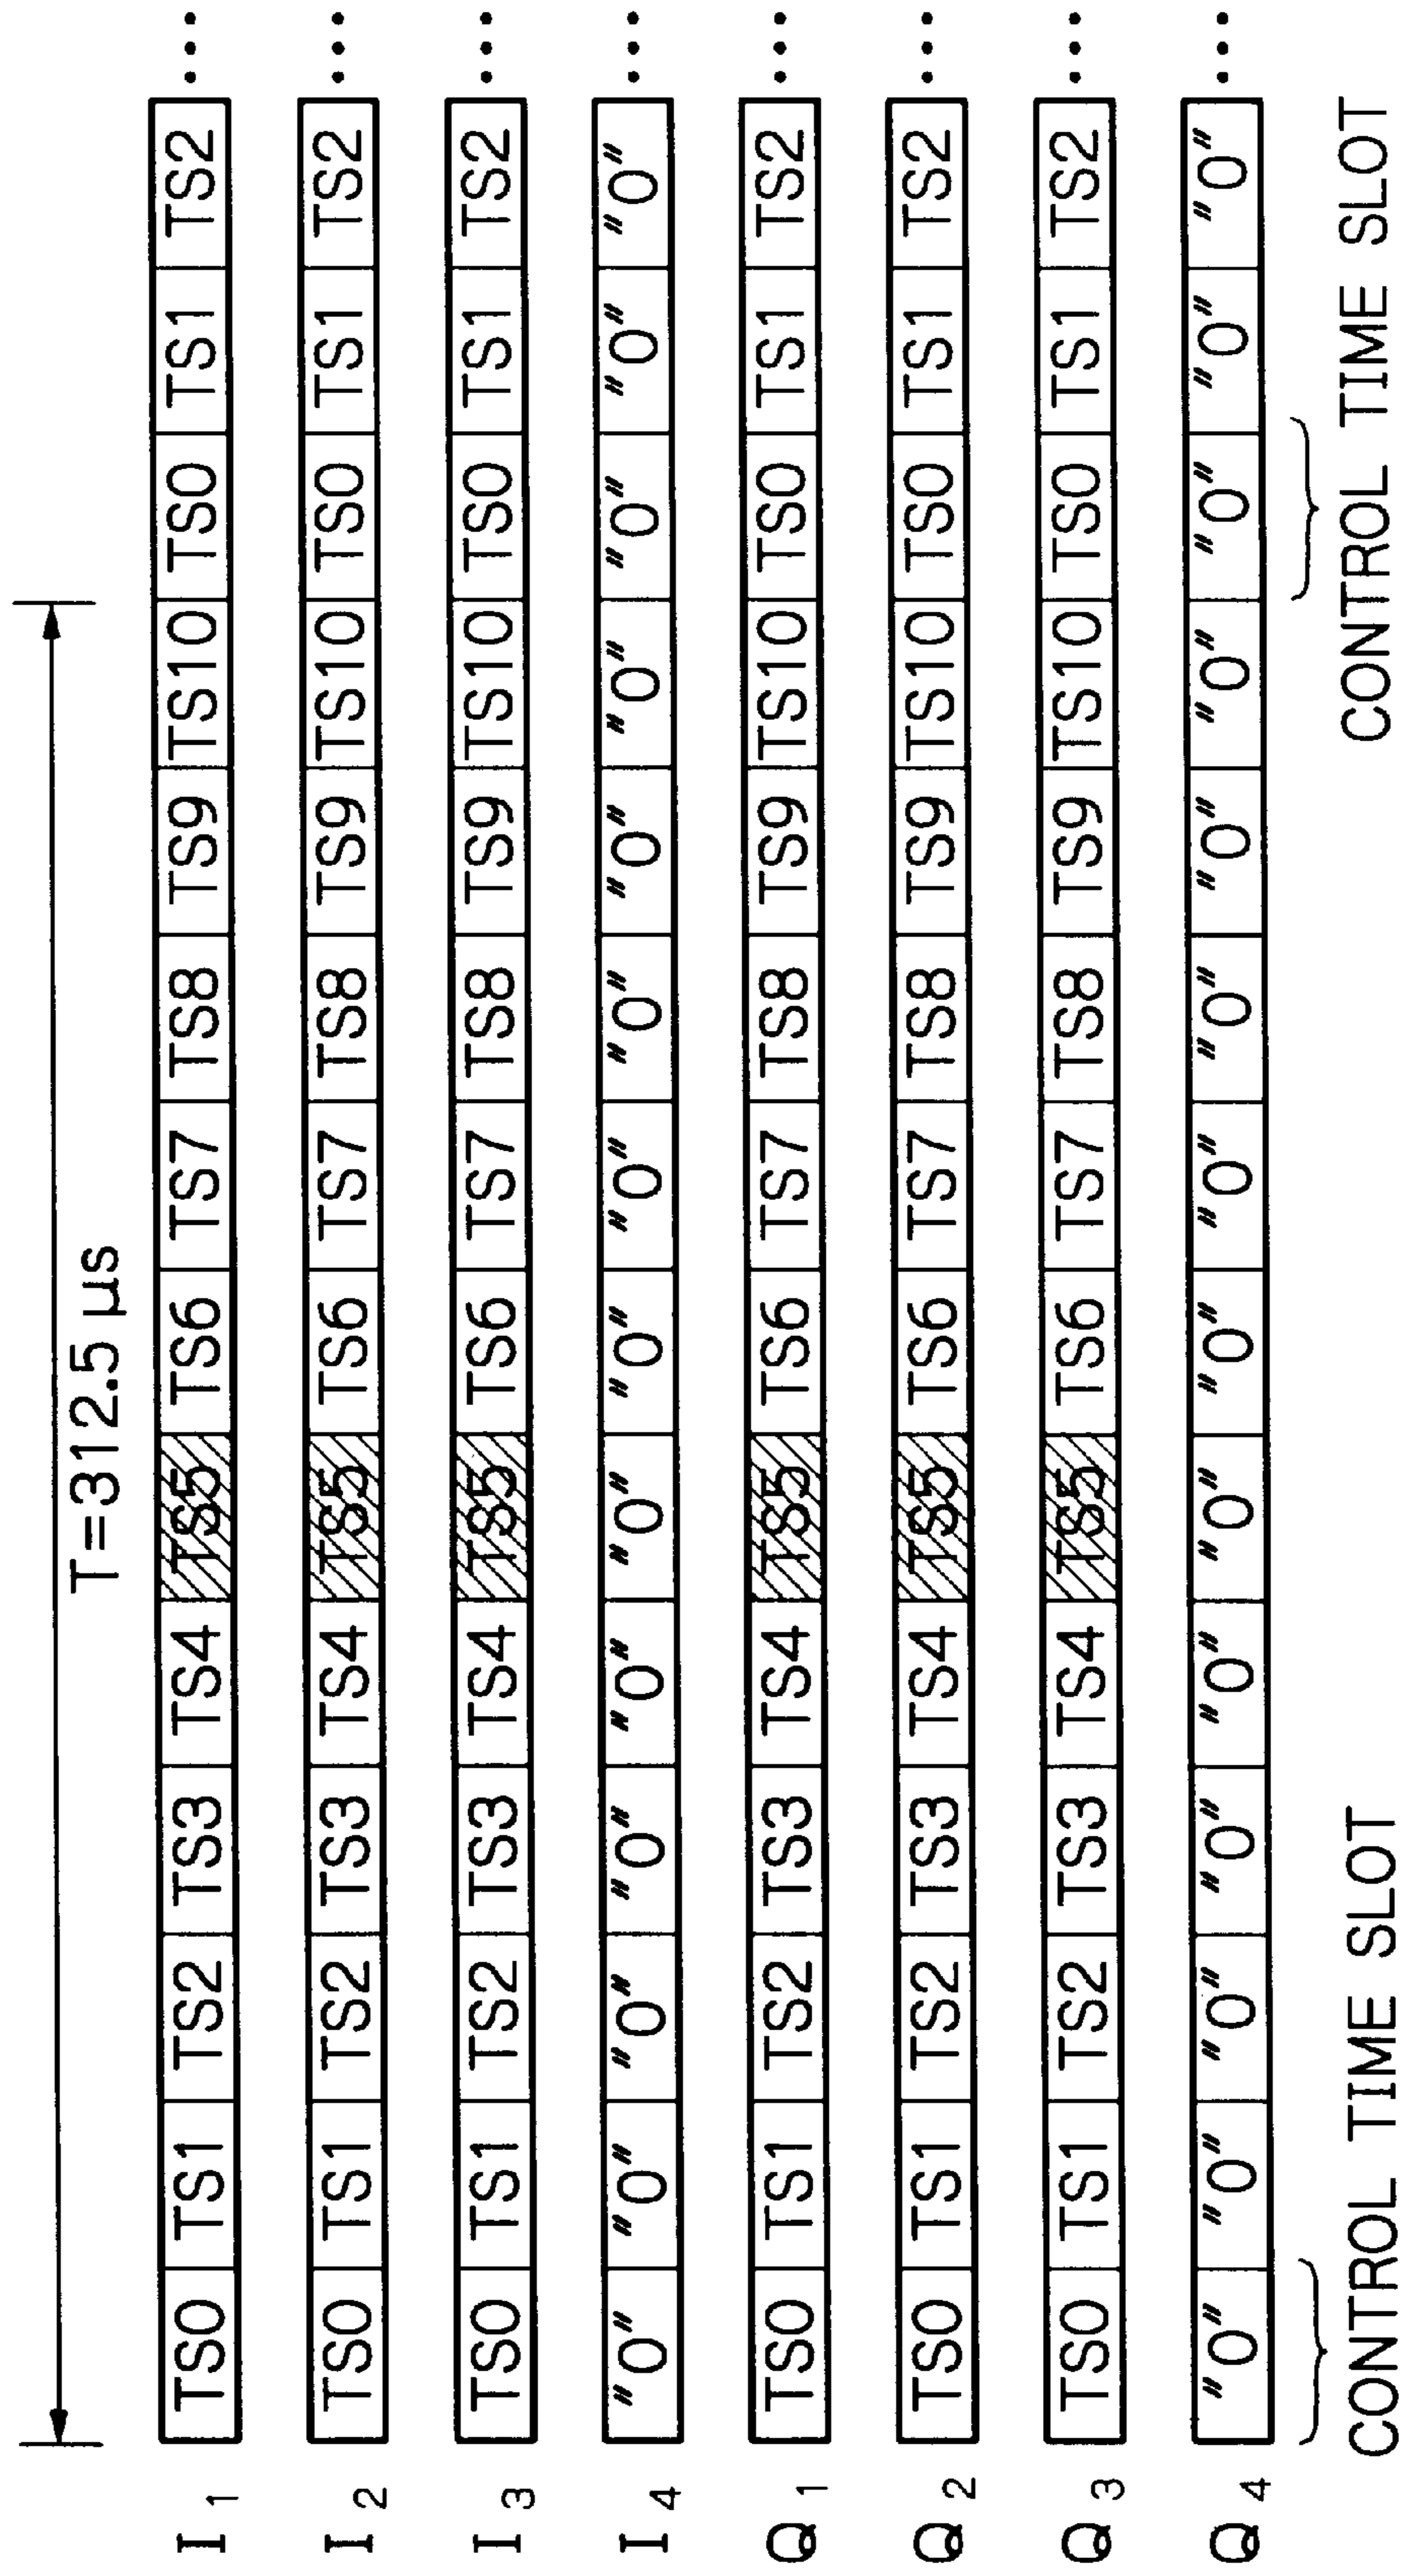 T=312.5 μs
I1 TS0 TS1 TS2 TS3 TS4 TS5 TS6 TS7 TS8 TS9 TS10 TS0 TS1 TS2 •••
I2 TS0 TS1 TS2 TS3 TS4 TS5 TS6 TS7 TS8 TS9 TS10 TS0 TS1 TS2 •••
I3 TS0 TS1 TS2 TS3 TS4 TS5 TS6 TS7 TS8 TS9 TS10 TS0 TS1 TS2 •••
I4 "0" "0" "0" "0" "0" "0" "0" "0" "0" "0" "0" "0" "0" "0" •••
Q1 TS0 TS1 TS2 TS3 TS4 TS5 TS6 TS7 TS8 TS9 TS10 TS0 TS1 TS2 •••
Q2 TS0 TS1 TS2 TS3 TS4 TS5 TS6 TS7 TS8 TS9 TS10 TS0 TS1 TS2 •••
Q3 TS0 TS1 TS2 TS3 TS4 TS5 TS6 TS7 TS8 TS9 TS10 TS0 TS1 TS2 •••
Q4 "0" "0" "0" "0" "0" "0" "0" "0" "0" "0" "0" "0" "0" "0" •••
CONTROL TIME SLOT
CONTROL TIME SLOT